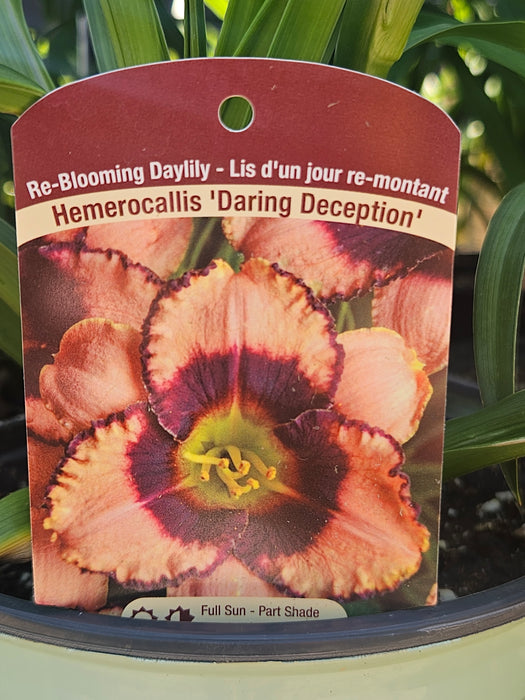 Re-Blooming Daylily - Lis d'un jour re-montant
Hemerocallis 'Daring Deception'
Full Sun - Part Shade